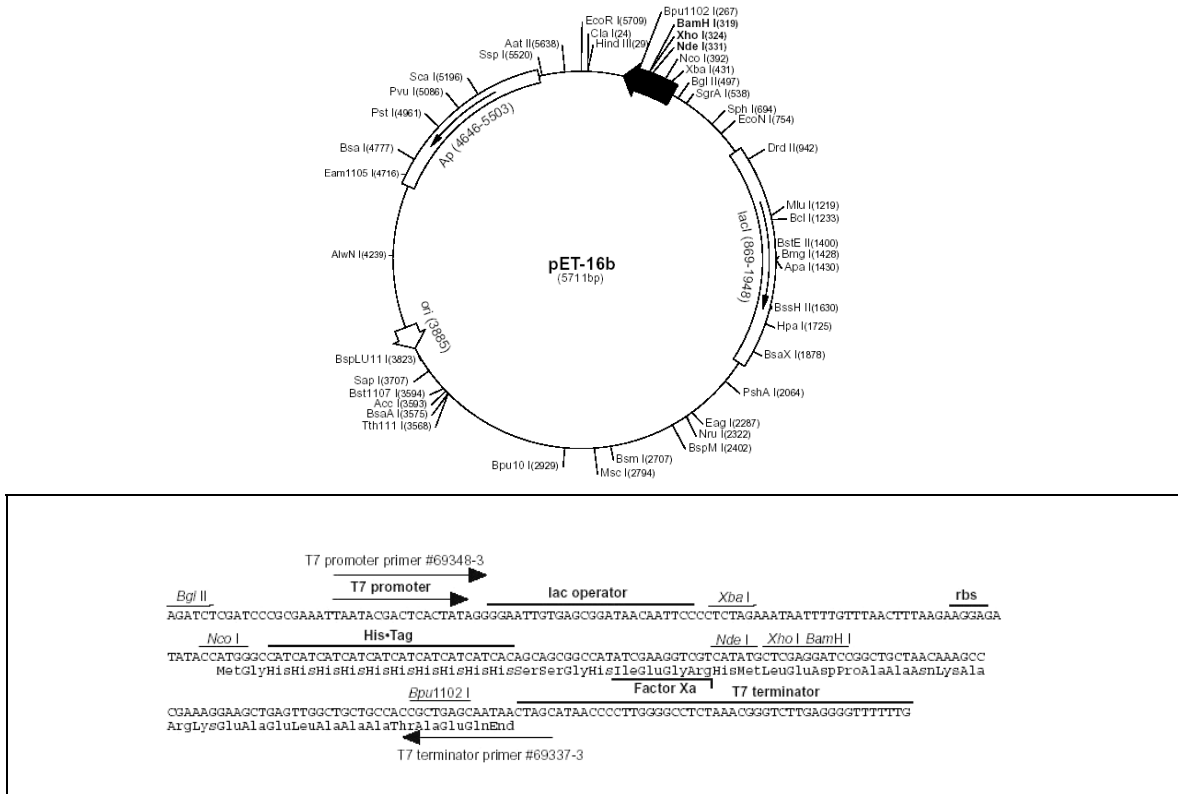 EcoR I(5709)
Cla I(24)
Hind III(29)
Bpu1102 I(267)
BamH I(319)
Xho I(324)
Nde I(331)
Nco I(392)
Xba I(431)
Bgl II(497)
SgrA I(538)
Sph I(694)
EcoN I(754)
Drd II(942)
Mlu I(1219)
Bcl I(1233)
BstE II(1400)
Bmg I(1428)
Apa I(1430)
BssH II(1630)
Hpa I(1725)
BsaX I(1878)
PshA I(2064)
Eag I(2287)
Nru I(2322)
BspM I(2402)
Bsm I(2707)
Msc I(2794)
Bpu10 I(2929)
Tth111 I(3568)
BsaA I(3575)
Acc I(3593)
Bst1107 I(3594)
Sap I(3707)
BspLU11 I(3823)
AlwN I(4239)
Eam1105 I(4716)
Bsa I(4777)
Pst I(4961)
Pvu I(5086)
Sca I(5196)
Ssp I(5520)
Aat II(5638)
Ap (4646-5503)
lacI (869-1948)
ori (3885)
pET-16b
(5711bp)
T7 promoter primer #69348-3
Bgl II T7 promoter lac operator Xba I rbs
AGATCTCGATCCCGCGAAATTAATACGACTCACTATAGGGGAATTGTGAGCGGATAACAATTCCCCTCTAGAAATAATTTTGTTTAACTTTAAGAAGGAGA
Nco I His•Tag Nde I Xho I BamH I
TATACCATGGGCCATCATCATCATCATCATCATCATCATCACAGCAGCGGCCATATCGAAGGTCGTCATATGCTCGAGGATCCGGCTGCTAACAAAGCC
MetGlyHisHisHisHisHisHisHisHisHisHisSerSerGlyHisIleGluGlyArgHisMetLeuGluAspProAlaAlaAsnLysAla
Bpu1102 I Factor Xa T7 terminator
CGAAAGGAAGCTGAGTTGGCTGCTGCCACCGCTGAGCAATAACTAGCATAACCCCTTGGGGCCTCTAAACGGGTCTTGAGGGGTTTTTTG
ArgLysGluAlaGluLeuAlaAlaAlaThrAlaGluGlnEnd
T7 terminator primer #69337-3